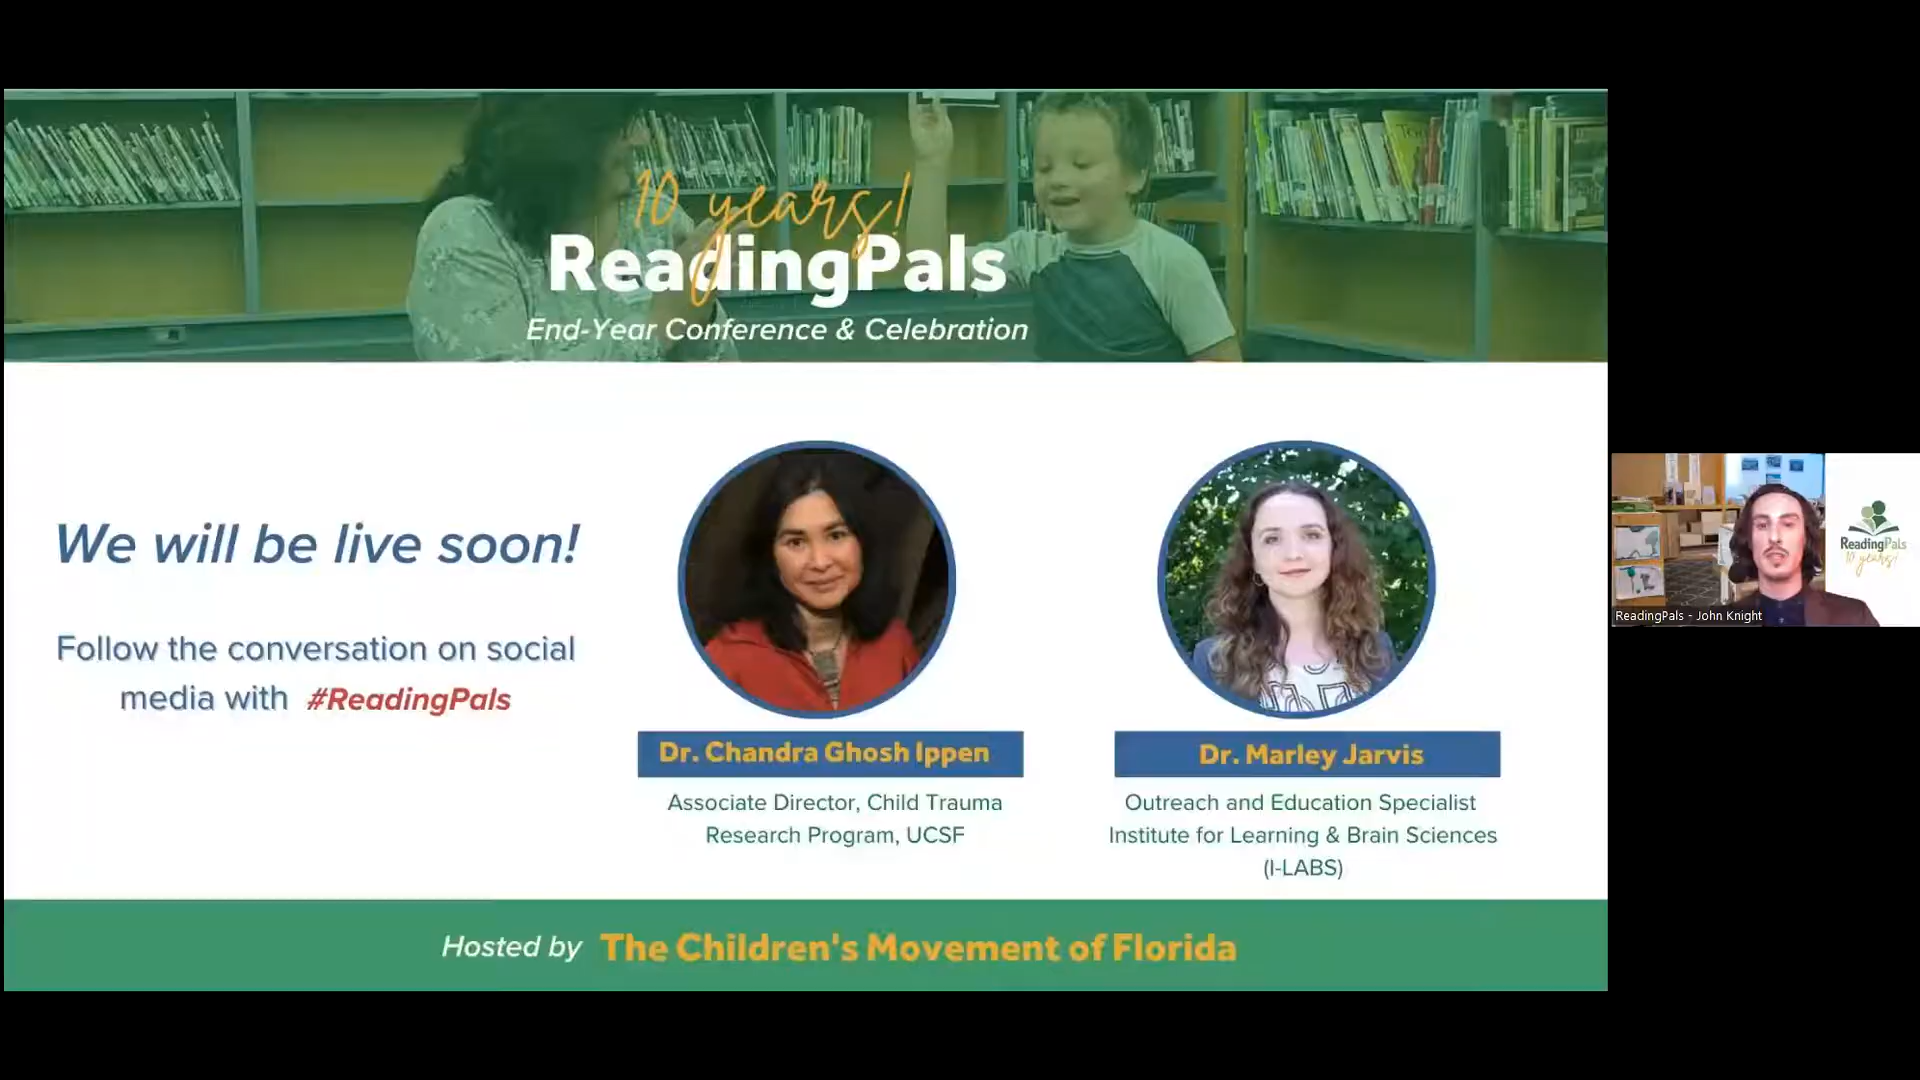 10 years!
ReadingPals
End-Year Conference & Celebration
We will be live soon!
Follow the conversation on social
media with #ReadingPals
Dr. Chandra Ghosh Ippen
Associate Director, Child Trauma
Research Program, UCSF
Dr. Marley Jarvis
Outreach and Education Specialist
Institute for Learning & Brain Sciences
(I-LABS)
Hosted by The Children's Movement of Florida
ReadingPals
10 years!
ReadingPals - John Knight